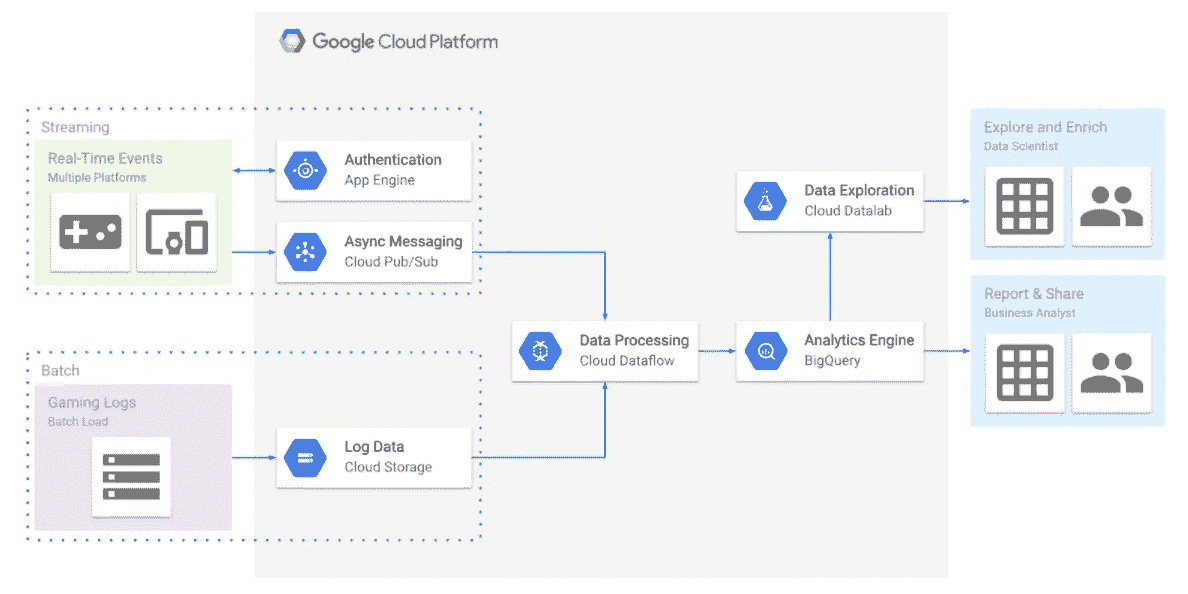 Google Cloud Platform
Streaming
Real-Time Events
Multiple Platforms
Authentication
App Engine
Async Messaging
Cloud Pub/Sub
Batch
Gaming Logs
Batch Load
Log Data
Cloud Storage
Data Processing
Cloud Dataflow
Data Exploration
Cloud Datalab
Analytics Engine
BigQuery
Explore and Enrich
Data Scientist
Report & Share
Business Analyst